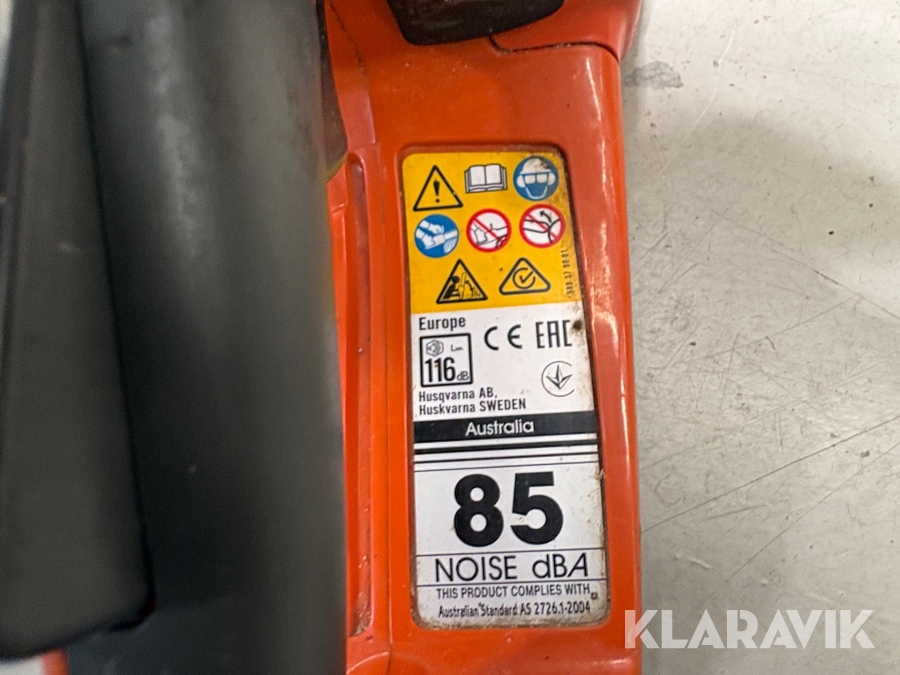 Europe
LWA
116 dB
CE EAC
Husqvarna AB,
Huskvarna SWEDEN
Australia
85
NOISE dBA
THIS PRODUCT COMPLIES WITH
Australian Standard AS 2726.1-2004
KLARAVIK